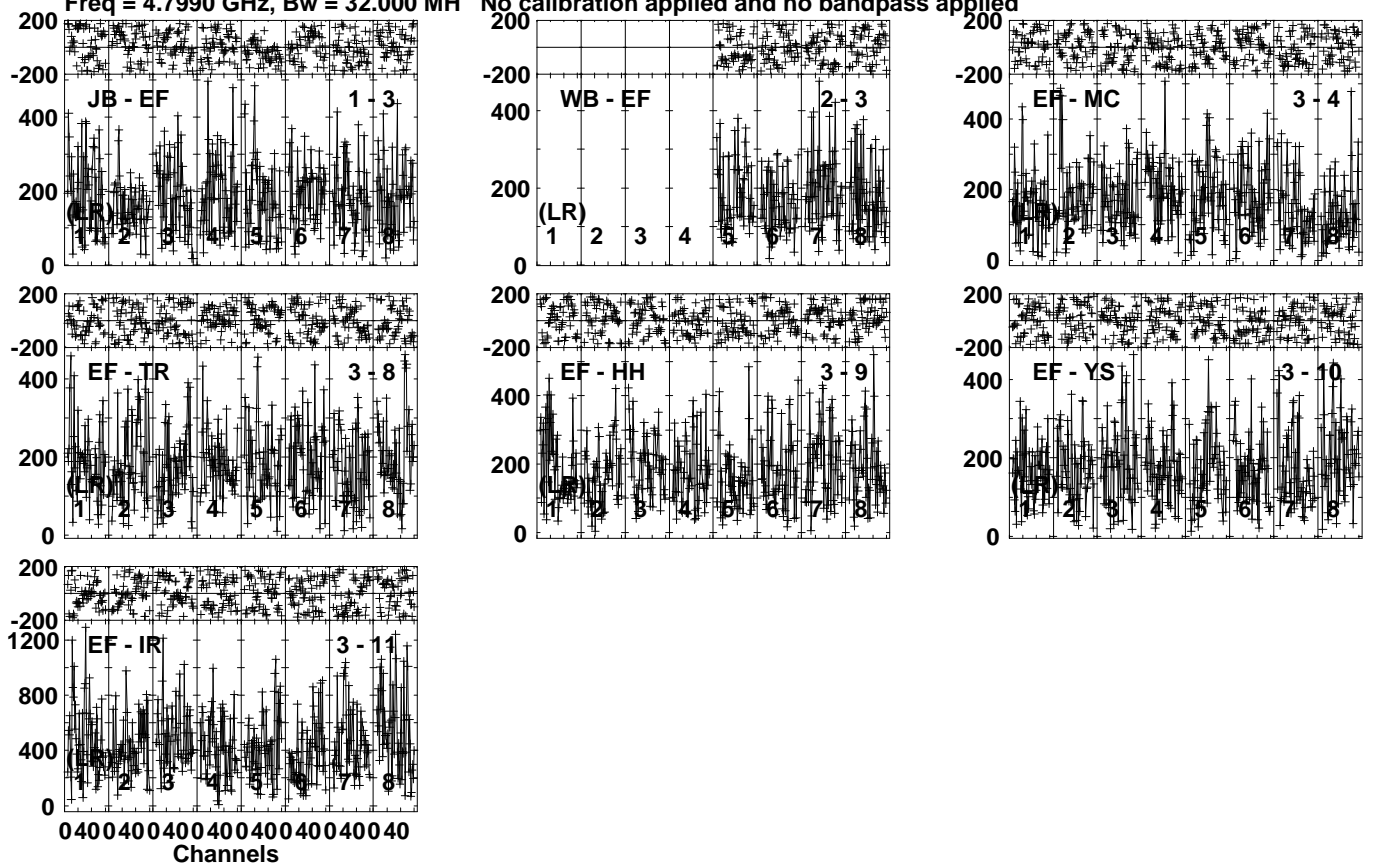 Freq = 4.7990 GHz, Bw = 32.000 MH No calibration applied and no bandpass applied
200
-200
JB - EF 1 - 3
400
200
0
(LR)
1 2 3 4 5 6 7 8
200
-200
WB - EF 2 - 3
400
200
0
(LR)
1 2 3 4 5 6 7 8
200
-200
EF - MC 3 - 4
400
200
0
(LR)
1 2 3 4 5 6 7 8
200
-200
EF - TR 3 - 8
400
200
0
(LR)
1 2 3 4 5 6 7 8
200
-200
EF - HH 3 - 9
400
200
0
(LR)
1 2 3 4 5 6 7 8
200
-200
EF - YS 3 - 10
400
200
0
(LR)
1 2 3 4 5 6 7 8
200
-200
EF - IR 3 - 11
1200
800
400
0
(LR)
1 2 3 4 5 6 7 8
0 40 0 40 0 40 0 40 0 40 0 40 0 40 0 40
Channels